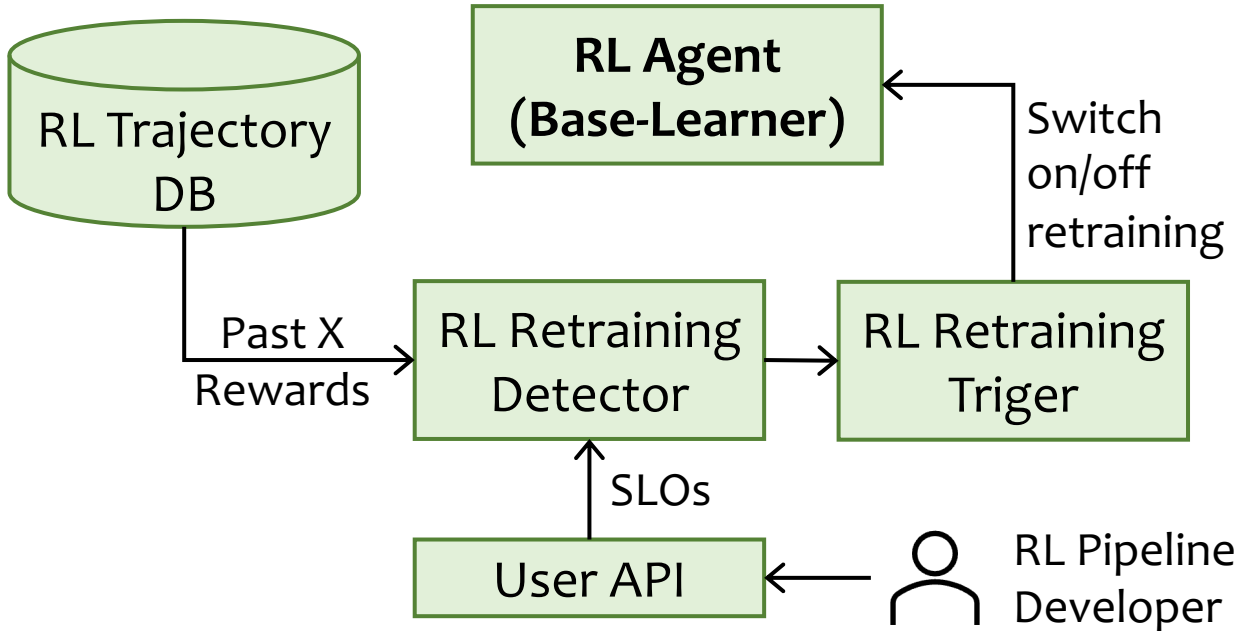 RL Trajectory
DB
RL Agent
(Base-Learner)
Switch
on/off
retraining
Past X
Rewards
RL Retraining
Detector
RL Retraining
Triger
SLOs
User API
RL Pipeline
Developer